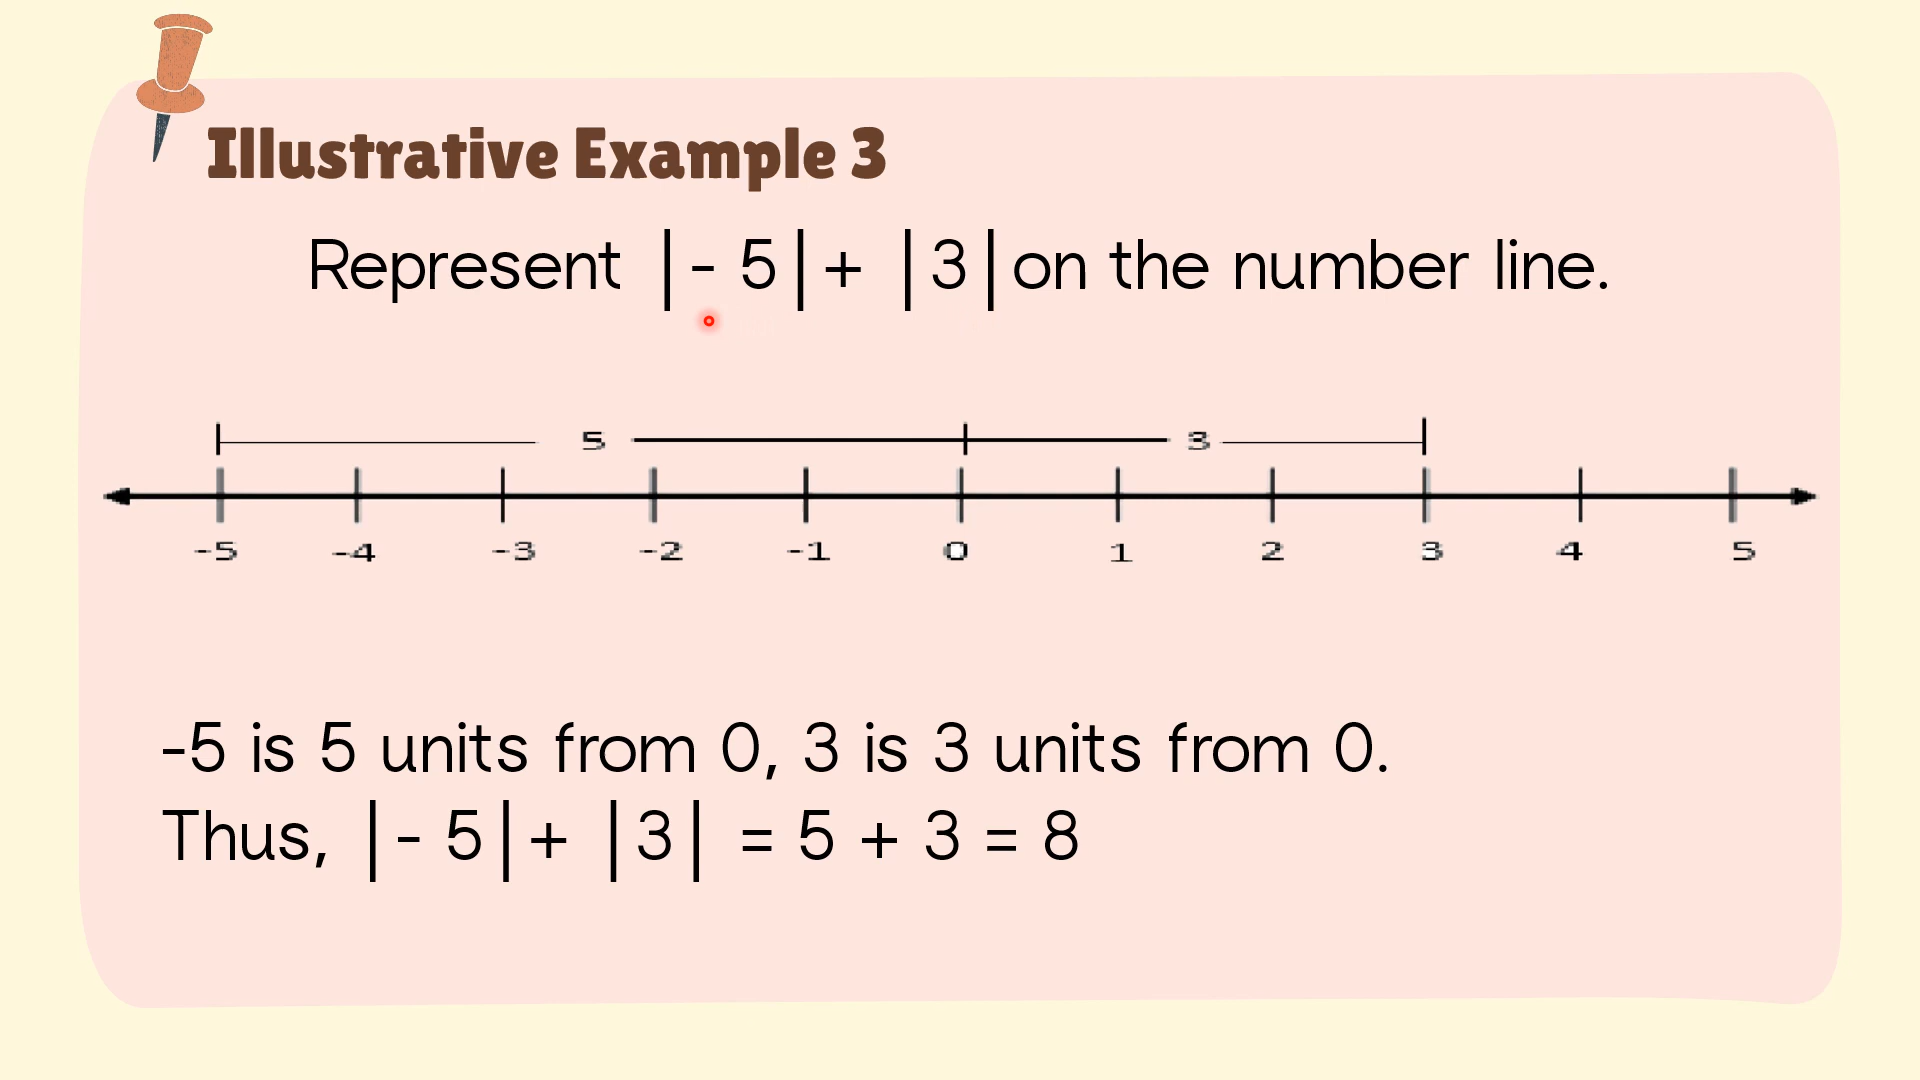 Illustrative Example 3
Represent |- 5|+ |3|on the number line.
5 3
-5 -4 -3 -2 -1 0 1 2 3 4 5
-5 is 5 units from 0, 3 is 3 units from 0.
Thus, |- 5|+ |3| = 5 + 3 = 8